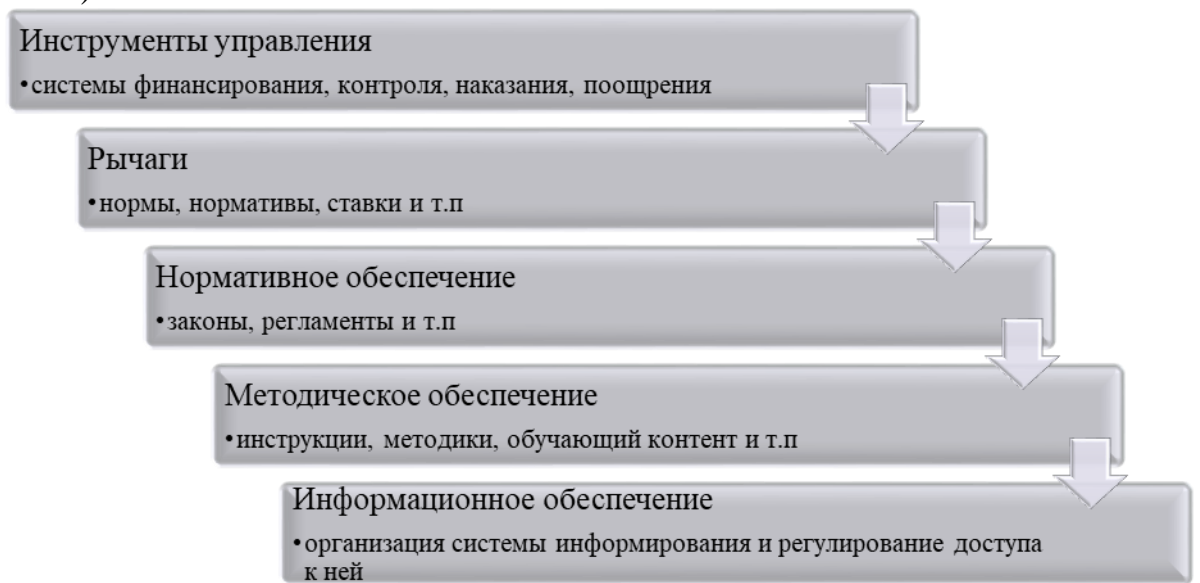 Инструменты управления
•системы финансирования, контроля, наказания, поощрения
Рычаги
•нормы, нормативы, ставки и т.п
Нормативное обеспечение
•законы, регламенты и т.п
Методическое обеспечение
•инструкции, методики, обучающий контент и т.п
Информационное обеспечение
•организация системы информирования и регулирование доступа
к ней